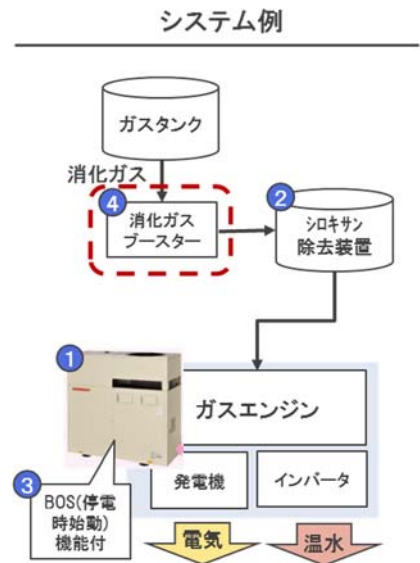 システム例
ガスタンク
消化ガス
4
消化ガス
ブースター
2
シロキサン
除去装置
1
ガスエンジン
発電機
インバータ
3
BOS(停電
時始動)
機能付
電気
温水